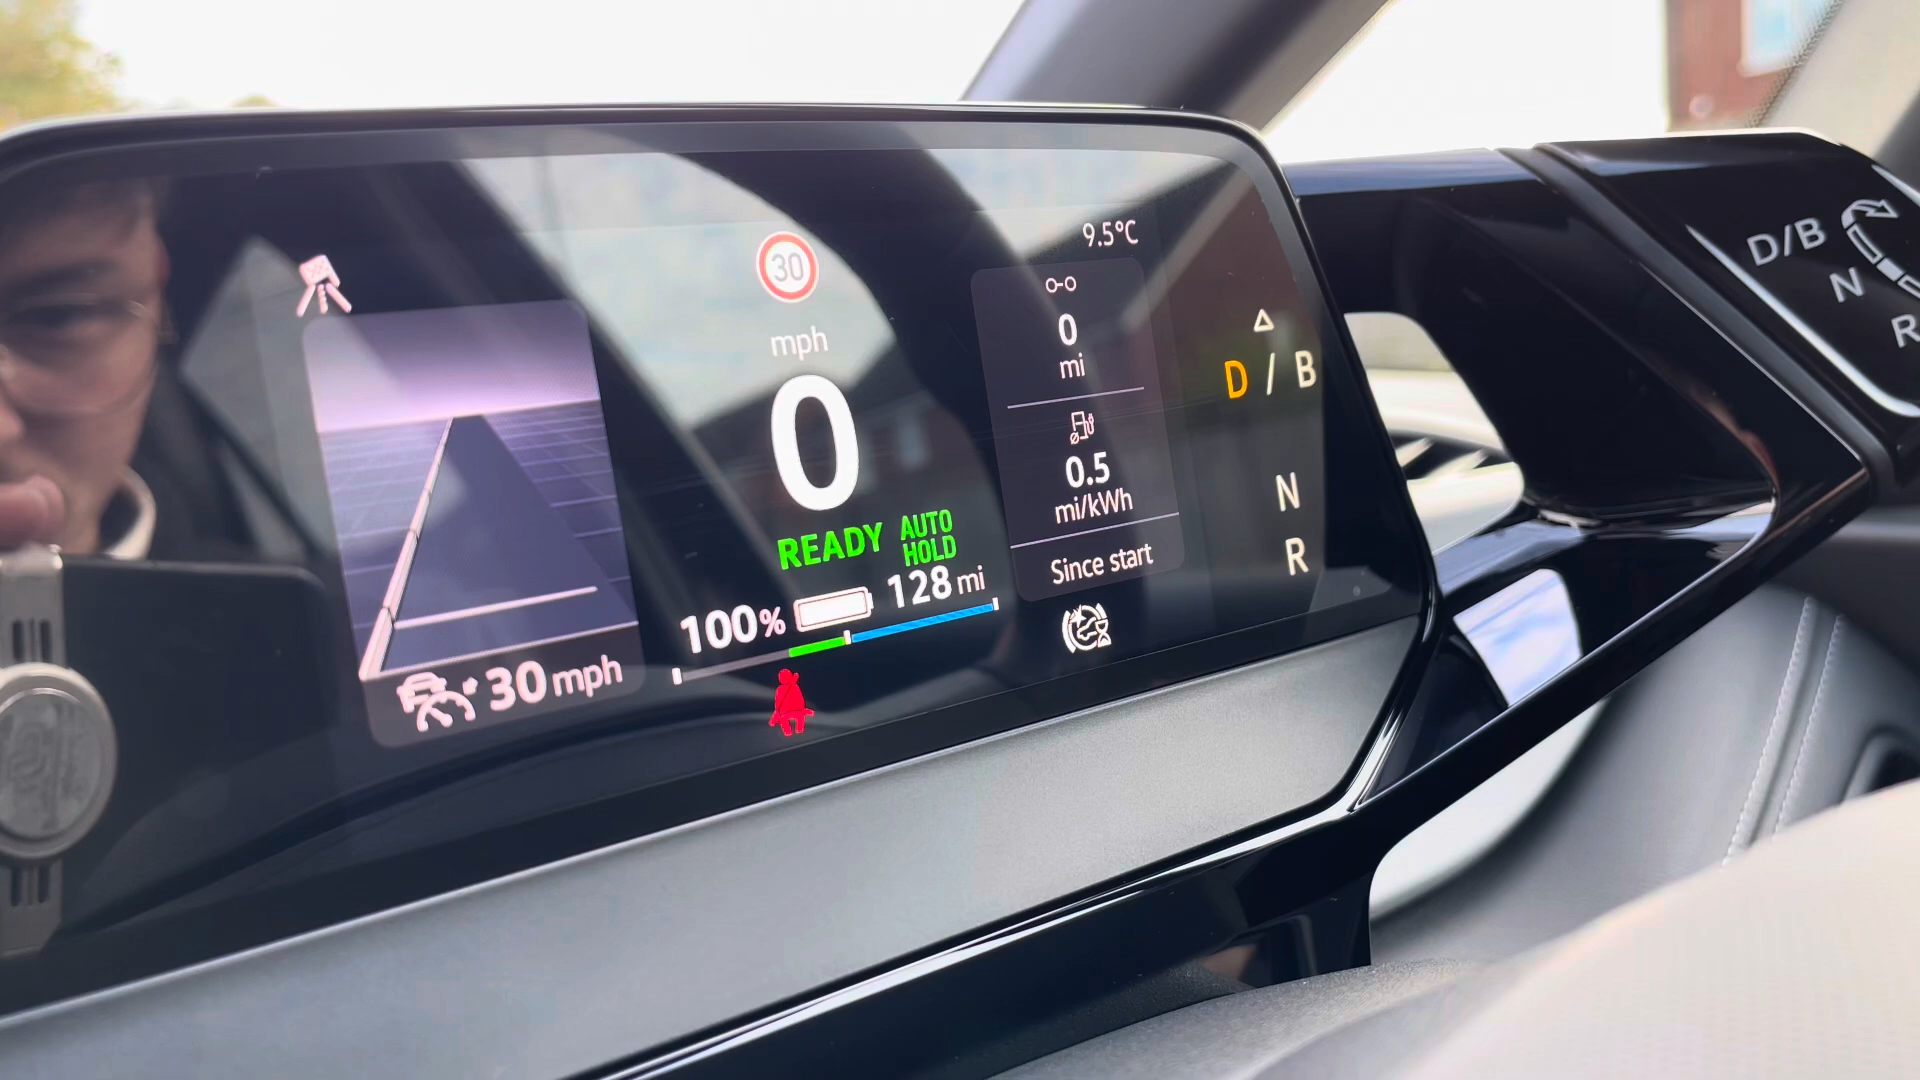 30
mph
0
READY
AUTO
HOLD
100%
128 mi
30 mph
9.5°C
0
mi
0.5
mi/kWh
Since start
D / B
N
R
D/B
N
R